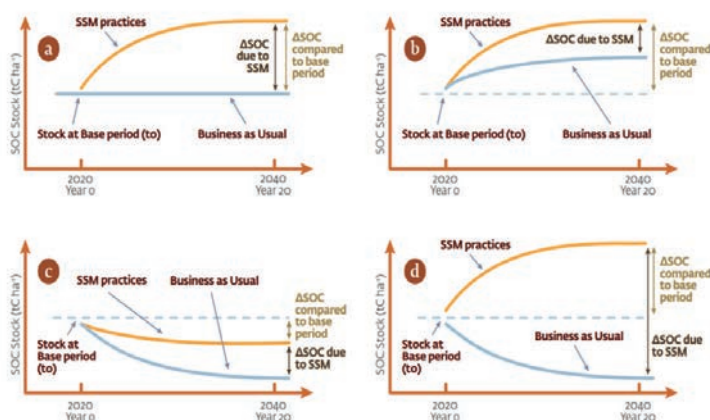 a
SSM practices
ΔSOC
due to
SSM
ΔSOC
compared
to base
period
Stock at Base period (to)
Business as Usual
SOC Stock (tC ha⁻¹)
2020
Year 0
2040
Year 20
b
SSM practices
ΔSOC due to SSM
ΔSOC
compared
to base
period
Stock at Base period (to)
Business as Usual
SOC Stock (tC ha⁻¹)
2020
Year 0
2040
Year 20
c
SSM practices
Business as Usual
ΔSOC
compared
to base
period
Stock at
Base period
(to)
ΔSOC due to
SSM
SOC Stock (tC ha⁻¹)
2020
Year 0
2040
Year 20
d
SSM practices
ΔSOC
compared
to base
period
Stock at
Base period
(to)
Business as Usual
ΔSOC due
to SSM
SOC Stock (tC ha⁻¹)
2020
Year 0
2040
Year 20